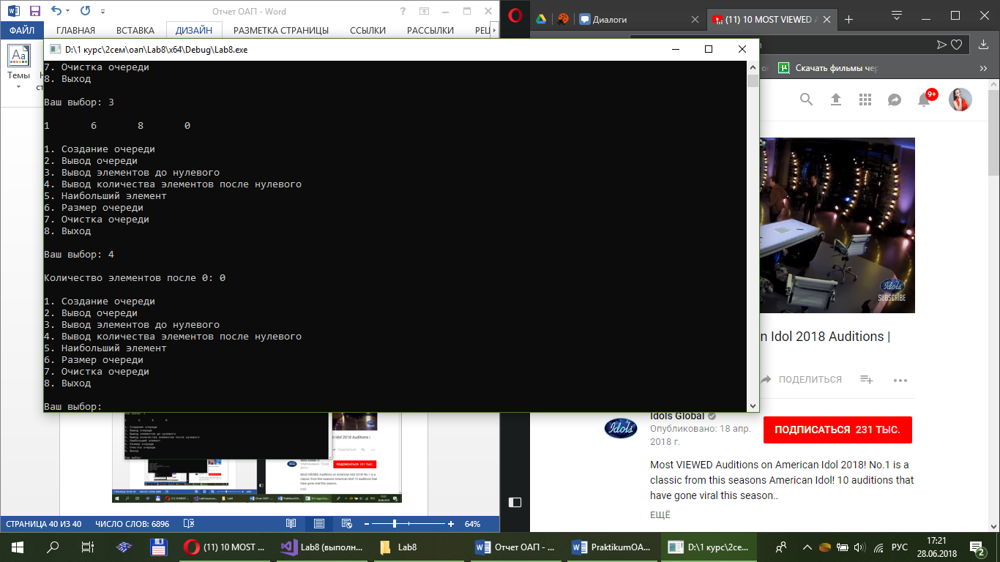 Отчет ОАП - Word
ФАЙЛ ГЛАВНАЯ ВСТАВКА ДИЗАЙН РАЗМЕТКА СТРАНИЦЫ ССЫЛКИ РАССЫЛКИ РЕЦ
Темы
Диалоги
(11) 10 MOST VIEWED A
Скачать фильмы чер
9+
D:\1 курс\2сем\оап\Lab8\x64\Debug\Lab8.exe
7. Очистка очереди
8. Выход
Ваш выбор: 3
1 6 8 0
1. Создание очереди
2. Вывод очереди
3. Вывод элементов до нулевого
4. Вывод количества элементов после нулевого
5. Наибольший элемент
6. Размер очереди
7. Очистка очереди
8. Выход
Ваш выбор: 4
Количество элементов после 0: 0
1. Создание очереди
2. Вывод очереди
3. Вывод элементов до нулевого
4. Вывод количества элементов после нулевого
5. Наибольший элемент
6. Размер очереди
7. Очистка очереди
8. Выход
Ваш выбор:
Idols
SUBSCRIBE
n Idol 2018 Auditions |
ПОДЕЛИТЬСЯ
Idols
Idols Global
Опубликовано: 18 апр.
2018 г.
ПОДПИСАТЬСЯ 231 ТЫС.
Most VIEWED Auditions on American Idol 2018! No.1 is a
classic from this seasons American Idol! 10 auditions that
have gone viral this season..
ЕЩЁ
СТРАНИЦА 40 ИЗ 40 ЧИСЛО СЛОВ: 6896 64%
(11) 10 MOST ... Lab8 (выполн... Lab8 Отчет ОАП - ... PraktikumOA... D:\1 курс\2се...
РУС
17:21
28.06.2018
2